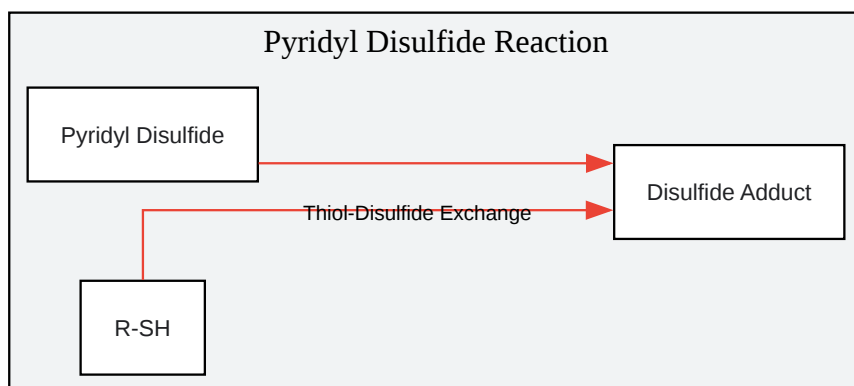 Pyridyl Disulfide Reaction
Pyridyl Disulfide
Disulfide Adduct
Thiol-Disulfide Exchange
R-SH